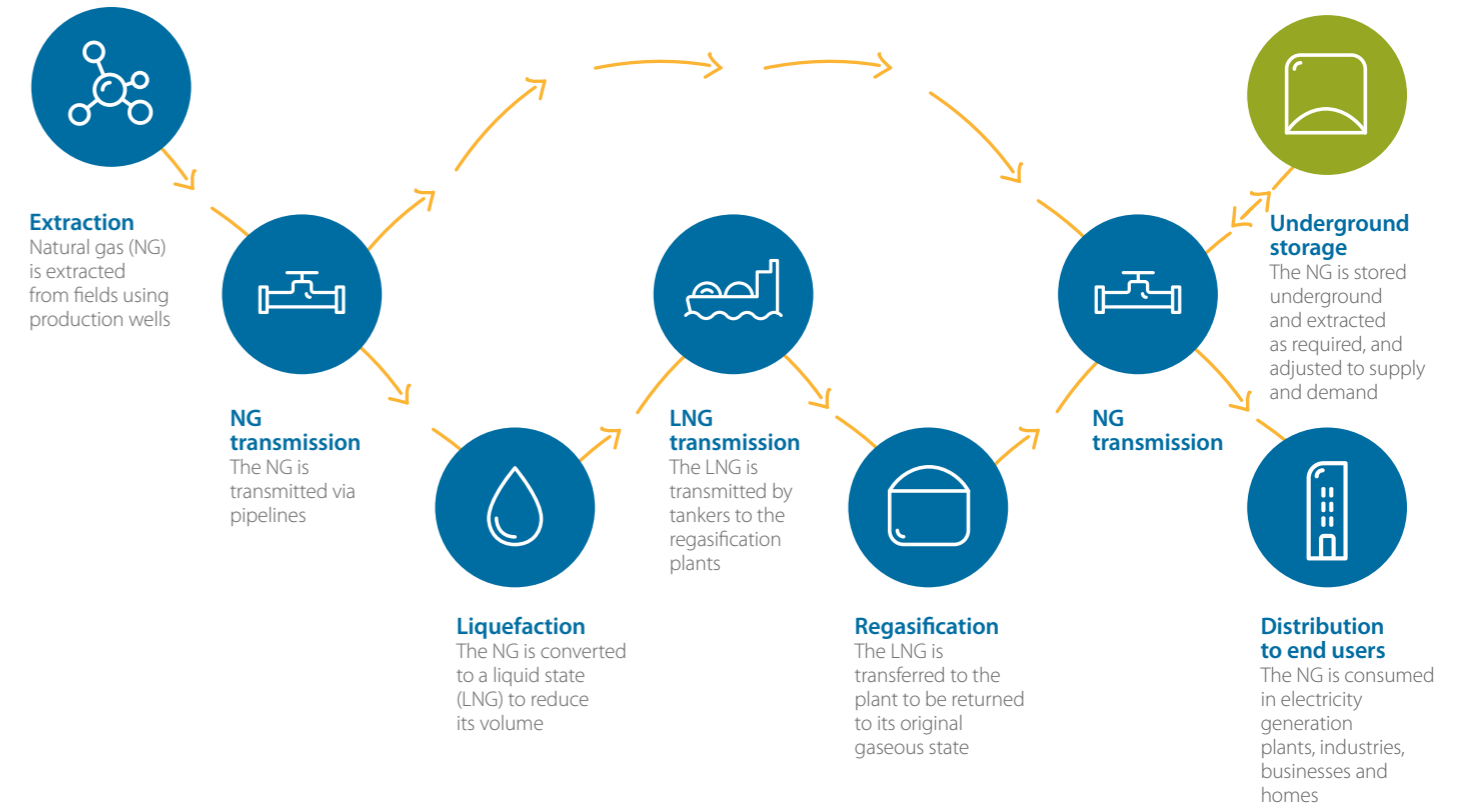 Extraction
Natural gas (NG)
is extracted
from fields using
production wells
NG
transmission
The NG is
transmitted via
pipelines
Liquefaction
The NG is converted
to a liquid state
(LNG) to reduce
its volume
LNG
transmission
The LNG is
transmitted by
tankers to the
regasification
plants
Regasification
The LNG is
transferred to the
plant to be returned
to its original
gaseous state
NG
transmission
Underground
storage
The NG is stored
underground
and extracted
as required, and
adjusted to supply
and demand
Distribution
to end users
The NG is consumed
in electricity
generation
plants, industries,
businesses and
homes